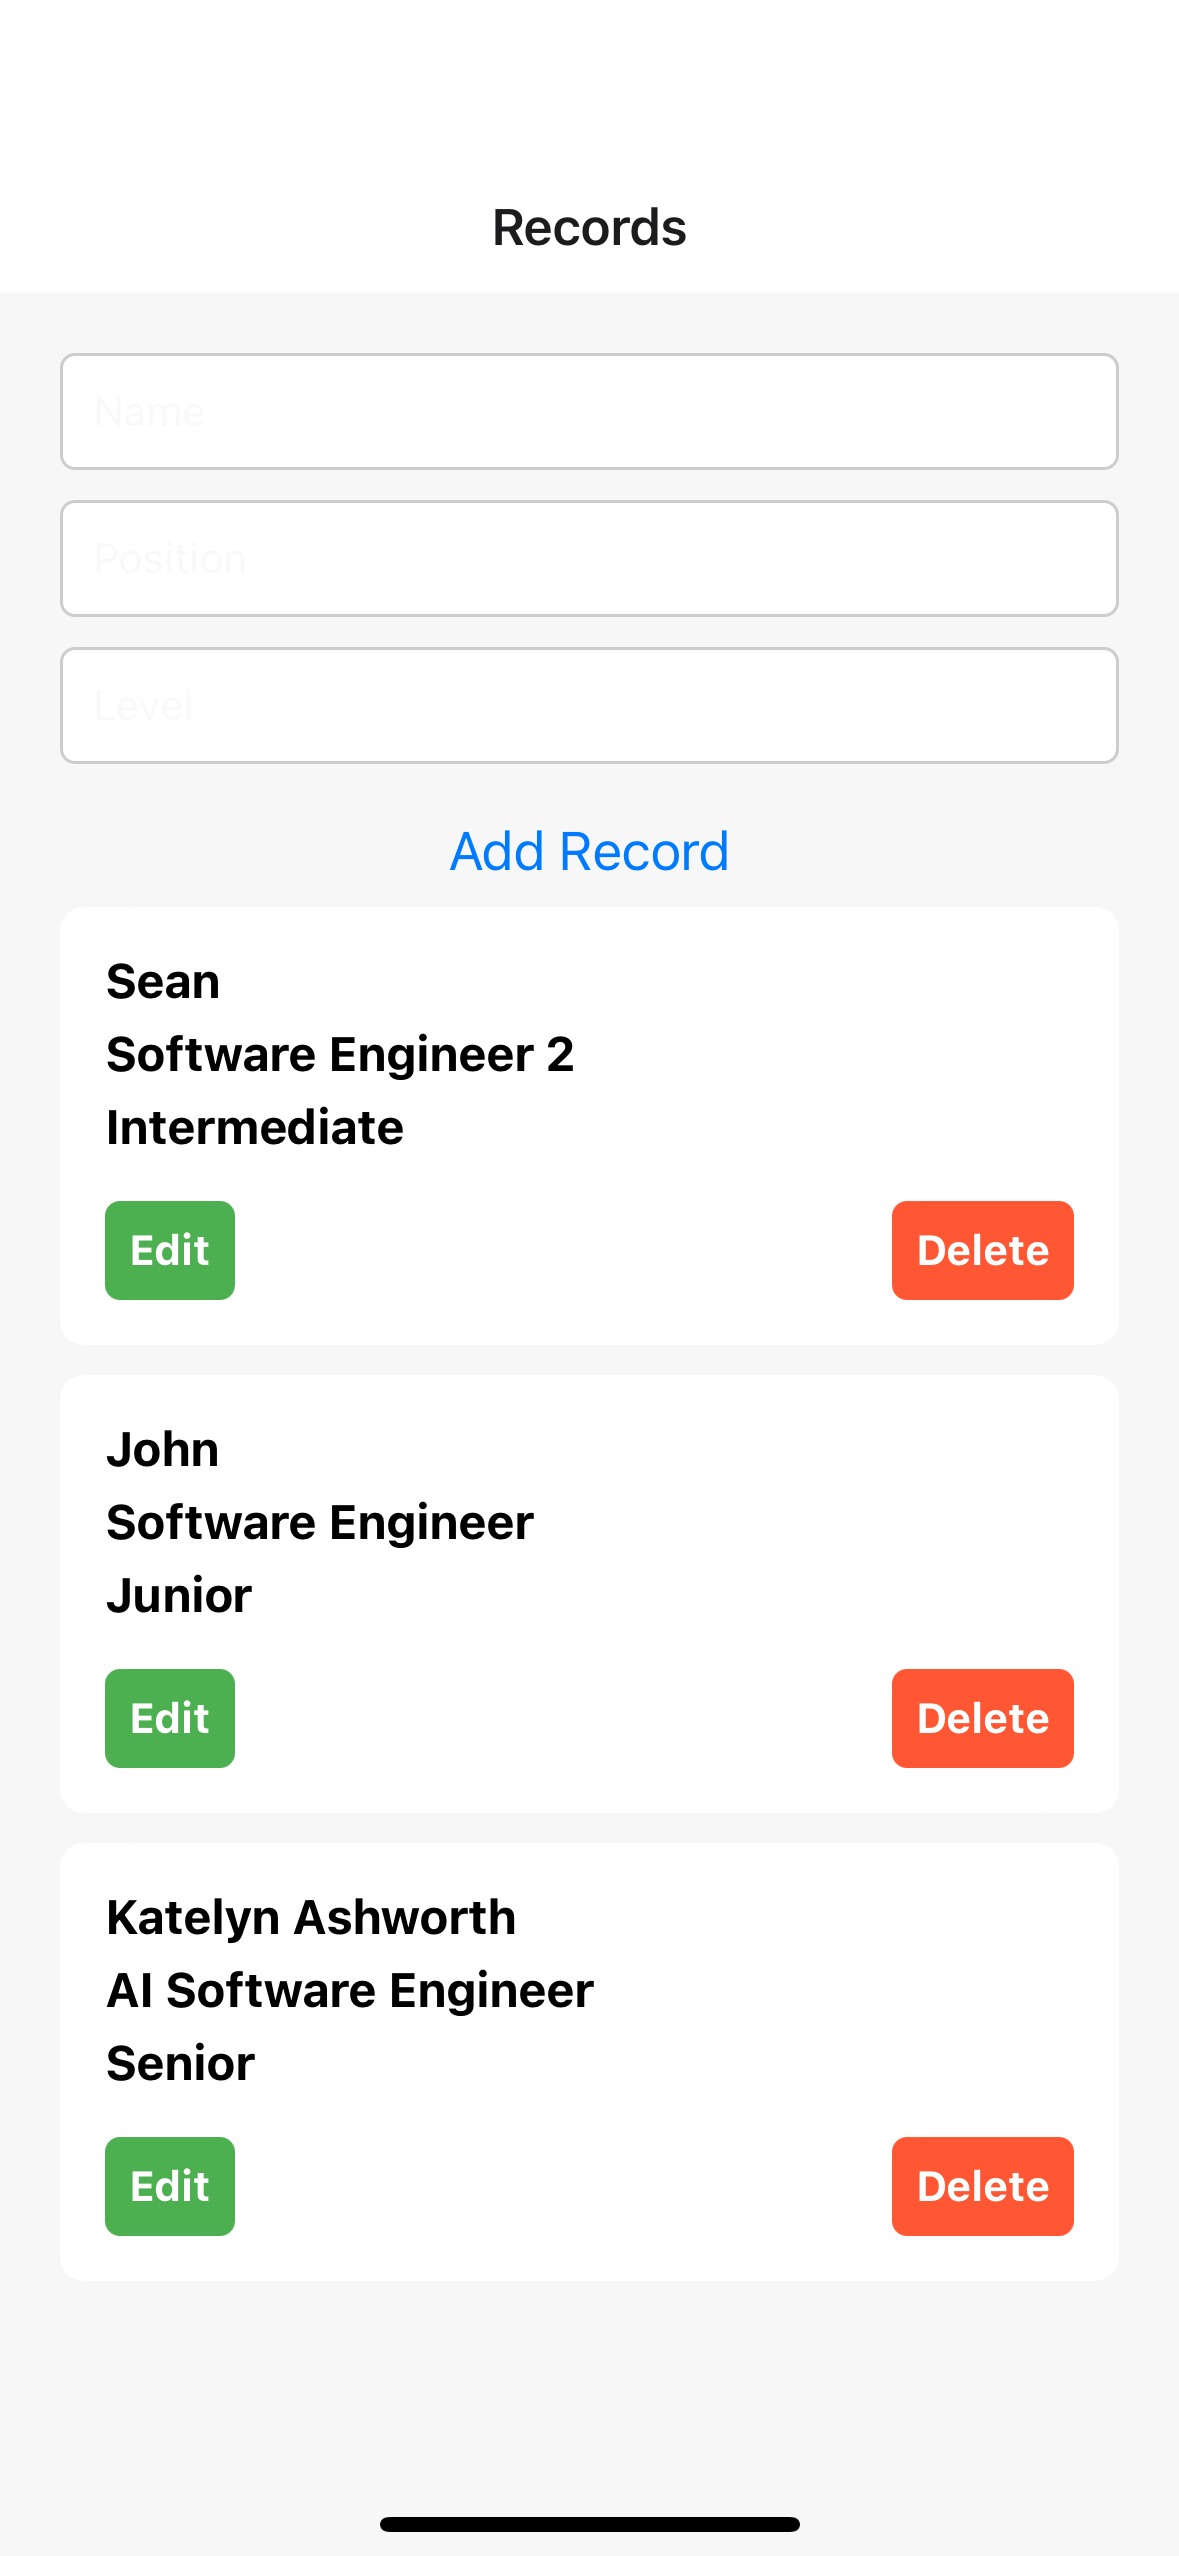 Records
Name
Position
Level
Add Record
Sean
Software Engineer 2
Intermediate
Edit
Delete
John
Software Engineer
Junior
Edit
Delete
Katelyn Ashworth
AI Software Engineer
Senior
Edit
Delete